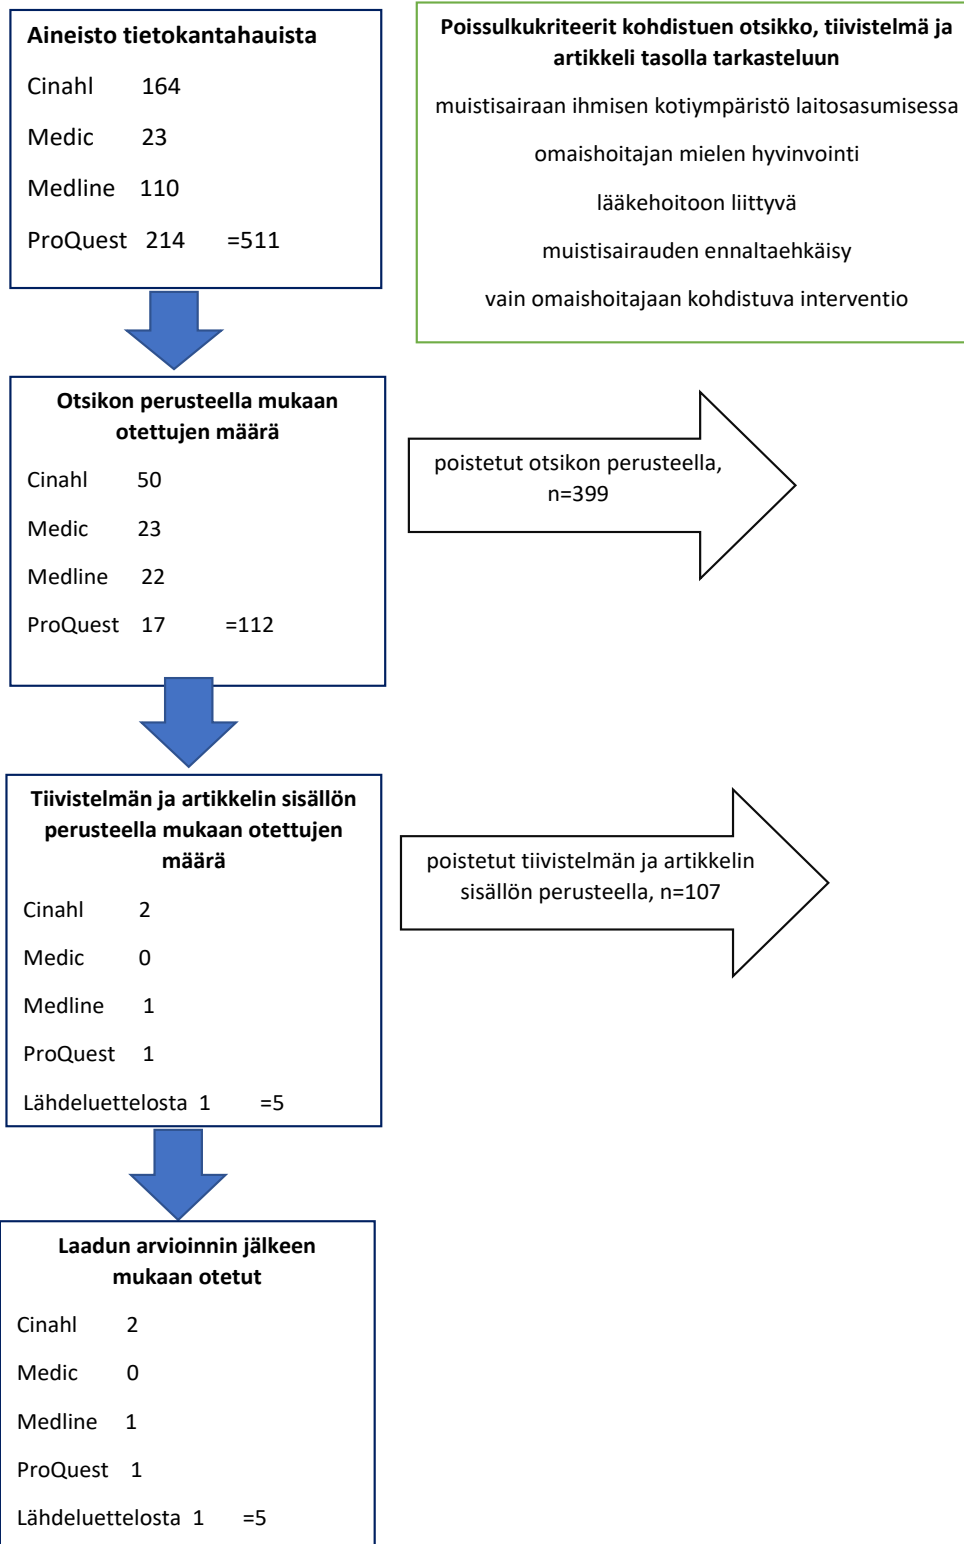 Aineisto tietokantahauista
Cinahl 164
Medic 23
Medline 110
ProQuest 214 =511
Poissulkukriteerit kohdistuen otsikko, tiivistelmä ja
artikkeli tasolla tarkasteluun
muistisairaan ihmisen kotiympäristö laitosasumisessa
omaishoitajan mielen hyvinvointi
lääkehoitoon liittyvä
muistisairauden ennaltaehkäisy
vain omaishoitajaan kohdistuva interventio
Otsikon perusteella mukaan
otettujen määrä
Cinahl 50
Medic 23
Medline 22
ProQuest 17 =112
poistetut otsikon perusteella,
n=399
Tiivistelmän ja artikkelin sisällön
perusteella mukaan otettujen
määrä
Cinahl 2
Medic 0
Medline 1
ProQuest 1
Lähdeluettelosta 1 =5
poistetut tiivistelmän ja artikkelin
sisällön perusteella, n=107
Laadun arvioinnin jälkeen
mukaan otetut
Cinahl 2
Medic 0
Medline 1
ProQuest 1
Lähdeluettelosta 1 =5